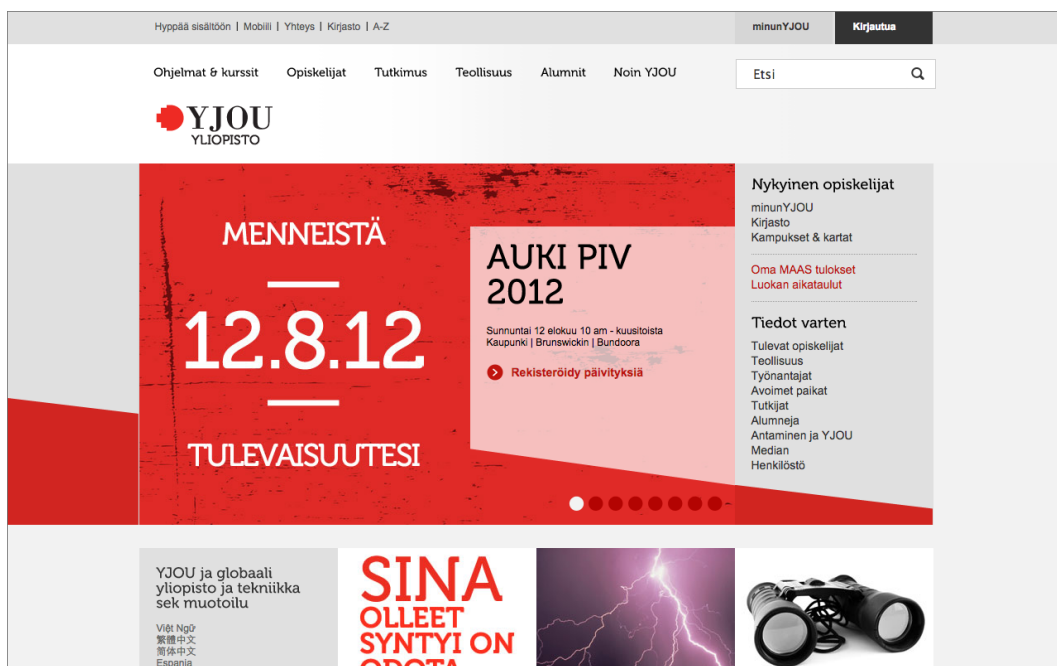 Hyppää sisältöön | Mobiili | Yhteys | Kirjasto | A-Z
minunYJOU
Kirjautua
Ohjelmat & kurssit Opiskelijat Tutkimus Teollisuus Alumnit Noin YJOU
Etsi
YJOU
YLIOPISTO
MENNEISTÄ
12.8.12
TULEVAISUUTESI
AUKI PIV
2012
Sunnuntai 12 elokuu 10 am - kuusitoista
Kaupunki | Brunswickin | Bundoora
Rekisteröidy päivityksiä
Nykyinen opiskelijat
minunYJOU
Kirjasto
Kampukset & kartat
Oma MAAS tulokset
Luokan aikataulut
Tiedot varten
Tulevat opiskelijat
Teollisuus
Työnantajat
Avoimet paikat
Tutkijat
Alumneja
Antaminen ja YJOU
Median
Henkilöstö
YJOU ja globaali
yliopisto ja tekniikka
sek muotoilu
Việt Ngữ
繁體中文
简体中文
Espania
SINA
OLLEET
SYNTYI ON
ODOTA